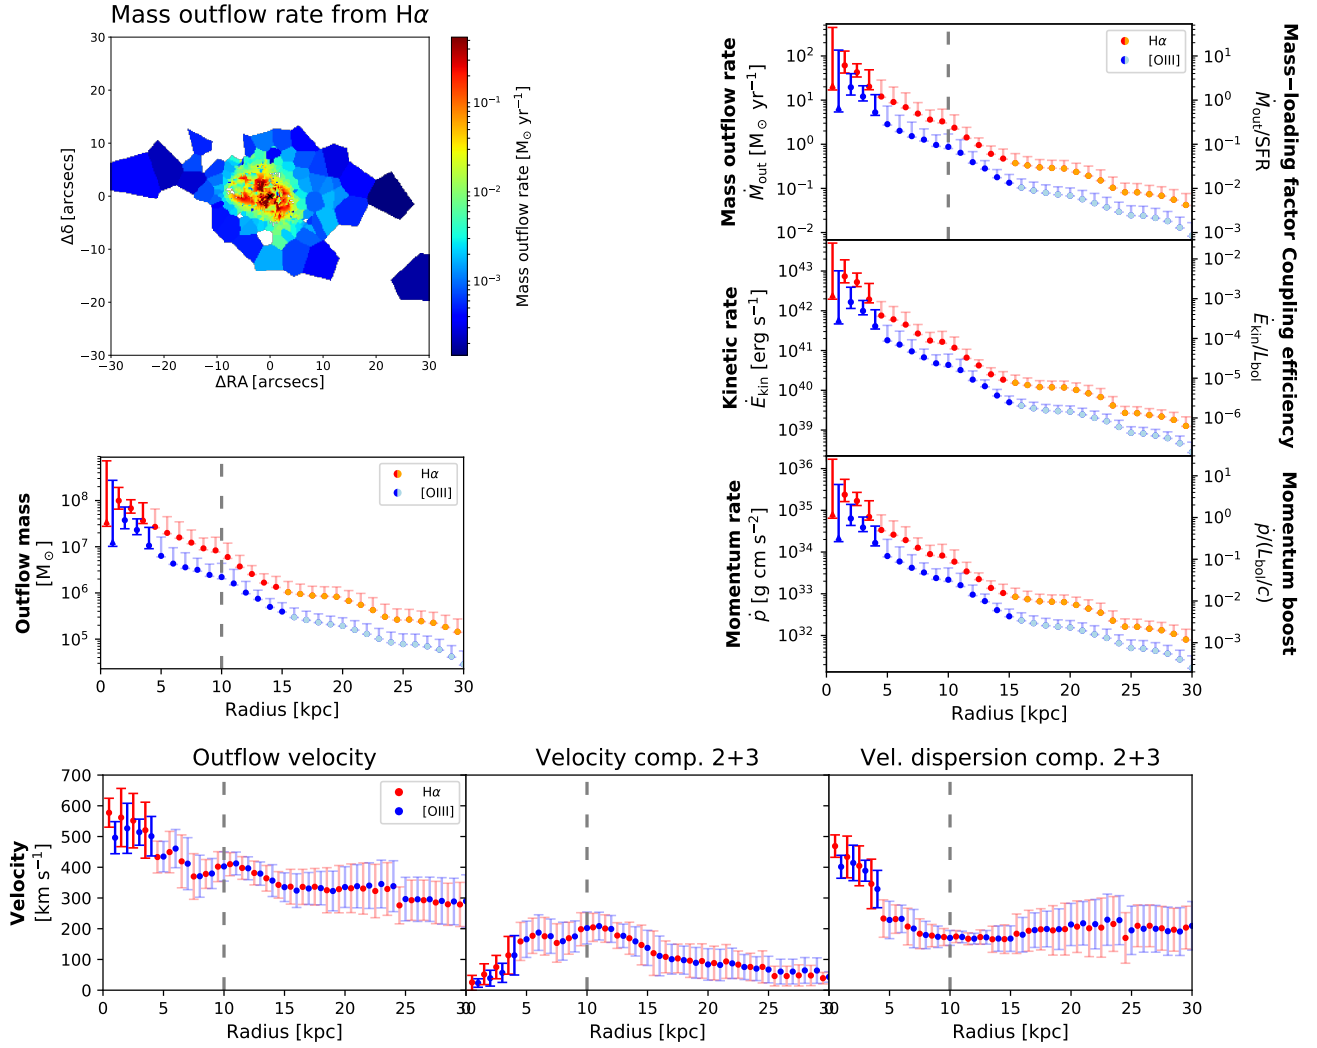 Mass outflow rate from Hα
30
20
10
0
−10
−20
−30
Δδ [arcsecs]
−30 −20 −10 0 10 20 30
ΔRA [arcsecs]
10⁻¹
10⁻²
10⁻³
Mass outflow rate [M⊙ yr⁻¹]
Hα
[OIII]
10⁸
10⁷
10⁶
10⁵
Outflow mass
[M⊙]
0 5 10 15 20 25 30
Radius [kpc]
Hα
[OIII]
10²
10¹
10⁰
10⁻¹
10⁻²
Mass outflow rate
Ṁout [M⊙ yr⁻¹]
10¹
10⁰
10⁻¹
10⁻²
10⁻³
Mass−loading factor
Ṁout/SFR
10⁴³
10⁴²
10⁴¹
10⁴⁰
10³⁹
Kinetic rate
Ėkin [erg s⁻¹]
10⁻²
10⁻³
10⁻⁴
10⁻⁵
10⁻⁶
Coupling efficiency
Ėkin/Lbol
10³⁶
10³⁵
10³⁴
10³³
10³²
Momentum rate
ṗ [g cm s⁻²]
10¹
10⁰
10⁻¹
10⁻²
10⁻³
Momentum boost
ṗ/(Lbol/c)
0 5 10 15 20 25 30
Radius [kpc]
Outflow velocity
Velocity comp. 2+3
Vel. dispersion comp. 2+3
Hα
[OIII]
700
600
500
400
300
200
100
0
Velocity
[km s⁻¹]
0 5 10 15 20 25 30
Radius [kpc]
0 5 10 15 20 25 30
Radius [kpc]
0 5 10 15 20 25 30
Radius [kpc]